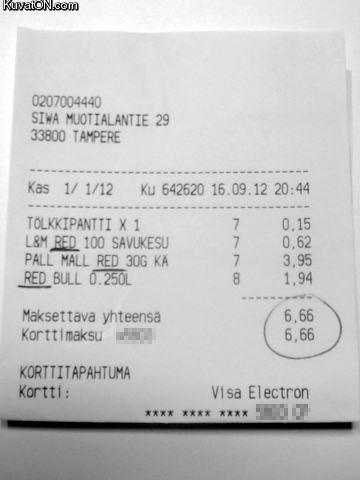 KuvatON.com
0207004440
SIWA MUOTIALANTIE 29
33800 TAMPERE
Kas 1/ 1/12 Ku 642620 16.09.12 20:44
TÖLKKIPANTTI X 1 7 0,15
L&M RED 100 SAVUKESU 7 0,62
PALL MALL RED 30G KA 7 3,95
RED BULL 0.250L 8 1,94
Maksettava yhteensä 6,66
Korttimaksu 6,66
KORTTITAPAHTUMA
Kortti: Visa Electron
**** **** ****